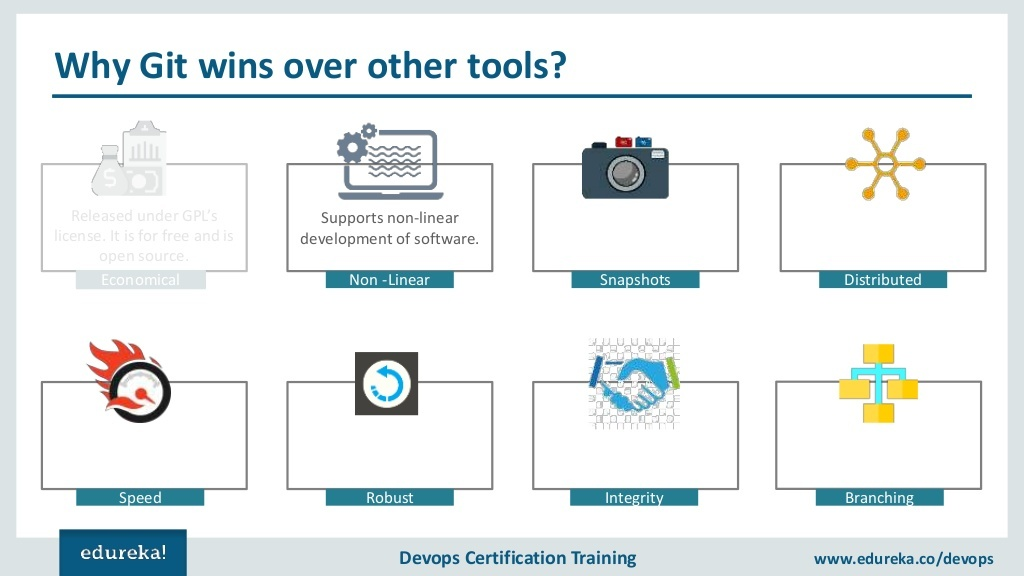 Why Git wins over other tools?
Released under GPL's
license. It is for free and is
open source.
Economical
Supports non-linear
development of software.
Non -Linear
Snapshots
Distributed
Speed
Robust
Integrity
Branching
edureka!
Devops Certification Training
www.edureka.co/devops